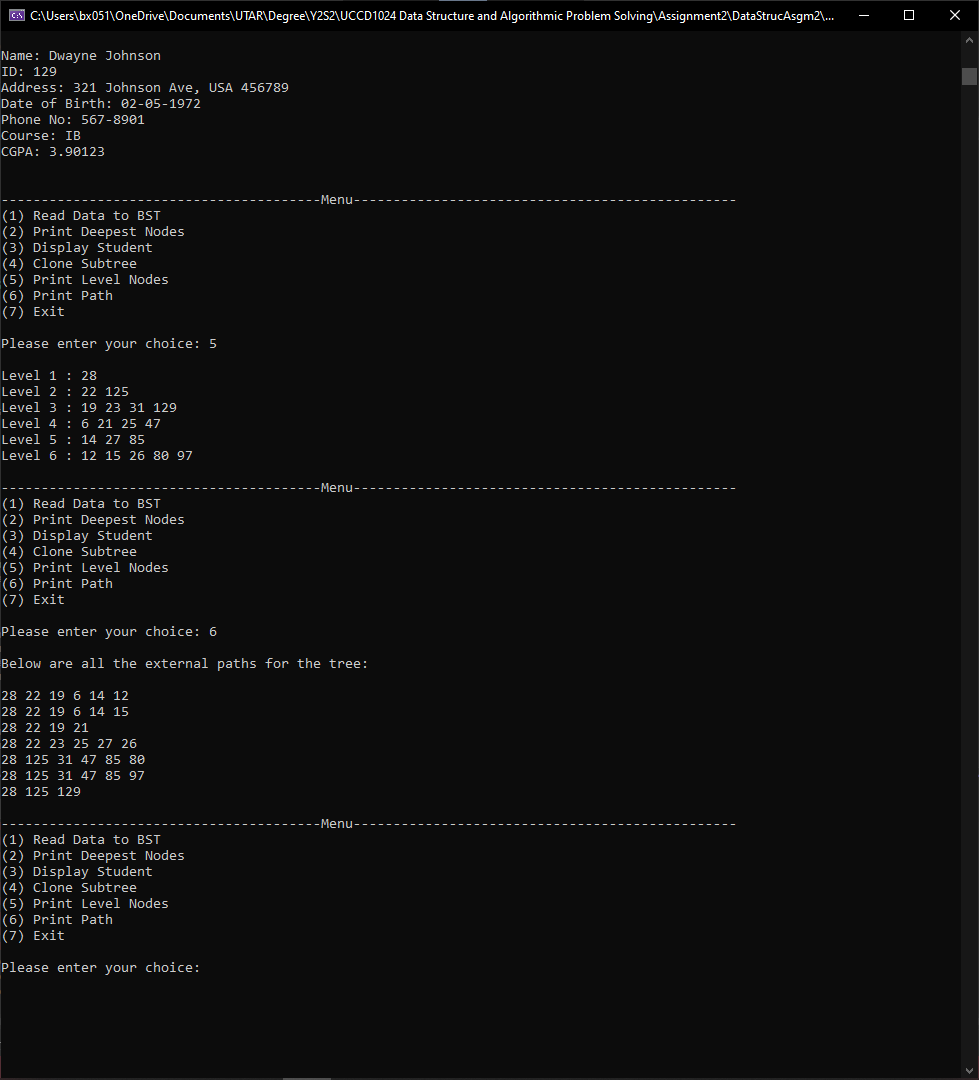 C:\Users\bx051\OneDrive\Documents\UTAR\Degree\Y2S2\UCCD1024 Data Structure and Algorithmic Problem Solving\Assignment2\DataStrucAsgm2\...
Name: Dwayne Johnson
ID: 129
Address: 321 Johnson Ave, USA 456789
Date of Birth: 02-05-1972
Phone No: 567-8901
Course: IB
CGPA: 3.90123
----------------------------------------Menu------------------------------------------------
(1) Read Data to BST
(2) Print Deepest Nodes
(3) Display Student
(4) Clone Subtree
(5) Print Level Nodes
(6) Print Path
(7) Exit
Please enter your choice: 5
Level 1 : 28
Level 2 : 22 125
Level 3 : 19 23 31 129
Level 4 : 6 21 25 47
Level 5 : 14 27 85
Level 6 : 12 15 26 80 97
----------------------------------------Menu------------------------------------------------
(1) Read Data to BST
(2) Print Deepest Nodes
(3) Display Student
(4) Clone Subtree
(5) Print Level Nodes
(6) Print Path
(7) Exit
Please enter your choice: 6
Below are all the external paths for the tree:
28 22 19 6 14 12
28 22 19 6 14 15
28 22 19 21
28 22 23 25 27 26
28 125 31 47 85 80
28 125 31 47 85 97
28 125 129
----------------------------------------Menu------------------------------------------------
(1) Read Data to BST
(2) Print Deepest Nodes
(3) Display Student
(4) Clone Subtree
(5) Print Level Nodes
(6) Print Path
(7) Exit
Please enter your choice: